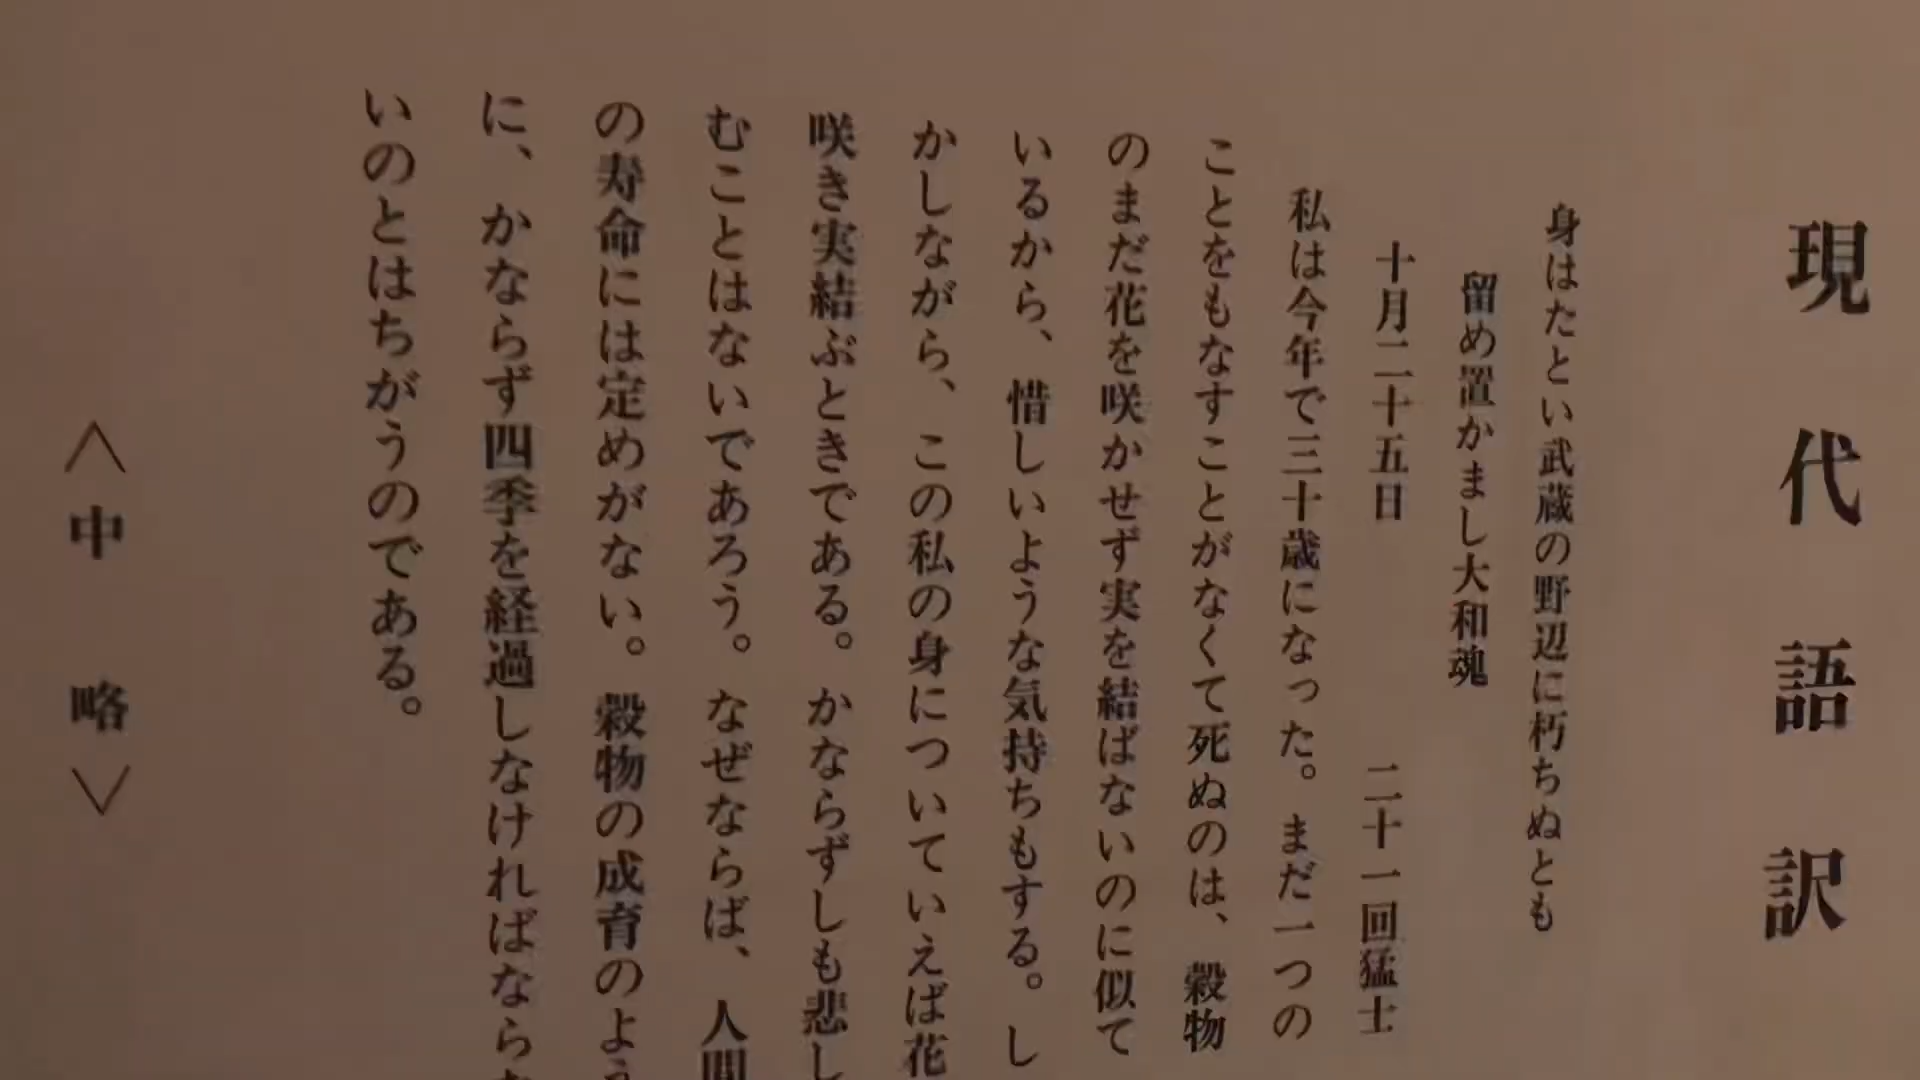 現代語訳
身はたとい武蔵の野辺に朽ちぬとも
留め置かまし大和魂
十月二十五日 二十一回猛士
私は今年で三十歳になった。まだ一つの
ことをもなすことがなくて死ぬのは、穀物
のまだ花を咲かせず実を結ばないのに似て
いるから、惜しいような気持ちもする。し
かしながら、この私の身についていえば花
咲き実結ぶときである。かならずしも悲し
むことはないであろう。なぜならば、人間
の寿命には定めがない。穀物の成育のよう
に、かならず四季を経過しなければならな
いのとはちがうのである。
＜中略＞